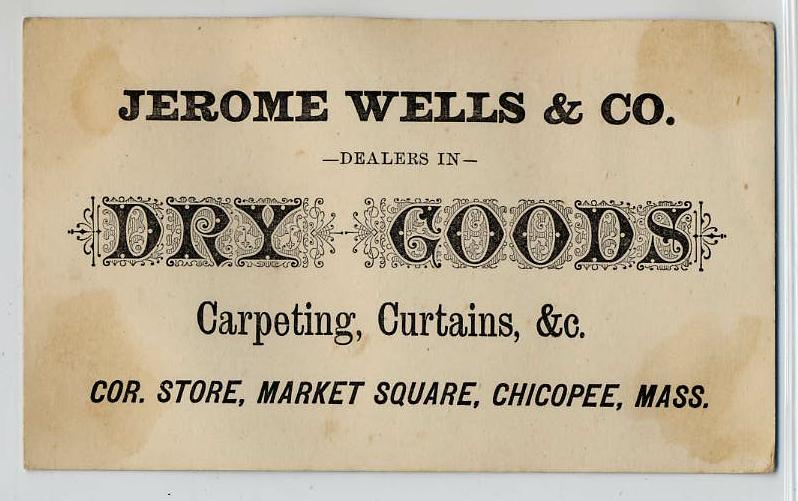 JEROME WELLS & CO.
—DEALERS IN—
DRY GOODS
Carpeting, Curtains, &c.
COR. STORE, MARKET SQUARE, CHICOPEE, MASS.